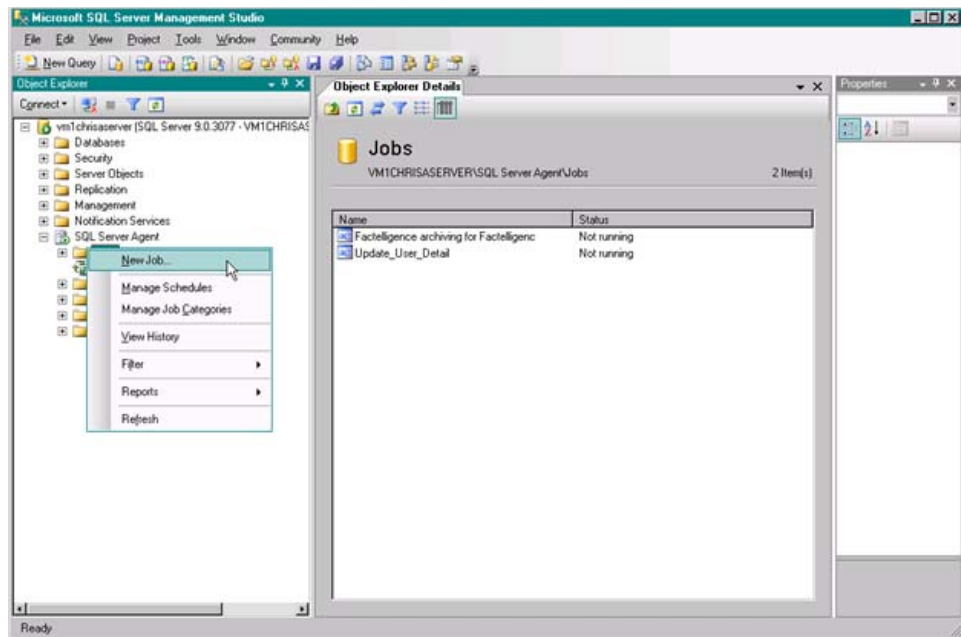 Microsoft SQL Server Management Studio
File Edit View Project Tools Window Community Help
New Query
Object Explorer
Connect
vm1chrisaserver (SQL Server 9.0.3077 - VM1CHRISAS
Databases
Security
Server Objects
Replication
Management
Notification Services
SQL Server Agent
New Job...
Manage Schedules
Manage Job Categories
View History
Filter
Reports
Refresh
Object Explorer Details
Jobs
VM1CHRISASERVER\SQL Server Agent\Jobs 2 Item(s)
Name Status
Factelligence archiving for Factelligenc Not running
Update_User_Detail Not running
Properties
Ready